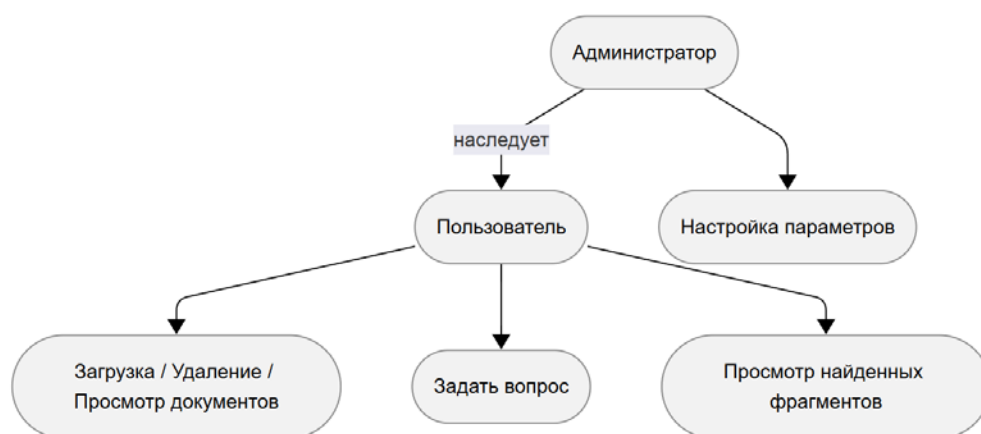 Администратор
наследует
Пользователь
Настройка параметров
Загрузка / Удаление /
Просмотр документов
Задать вопрос
Просмотр найденных
фрагментов